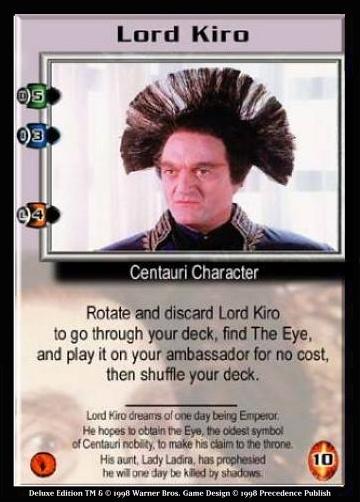 Lord Kiro
D 5
I 3
L 4
Centauri Character
Rotate and discard Lord Kiro
to go through your deck, find The Eye,
and play it on your ambassador for no cost,
then shuffle your deck.
Lord Kiro dreams of one day being Emperor.
He hopes to obtain the Eye, the oldest symbol
of Centauri nobility, to make his claim to the throne.
His aunt, Lady Ladira, has prophesied
he will one day be killed by shadows.
10
Deluxe Edition TM & © 1998 Warner Bros. Game Design © 1998 Precedence Publish